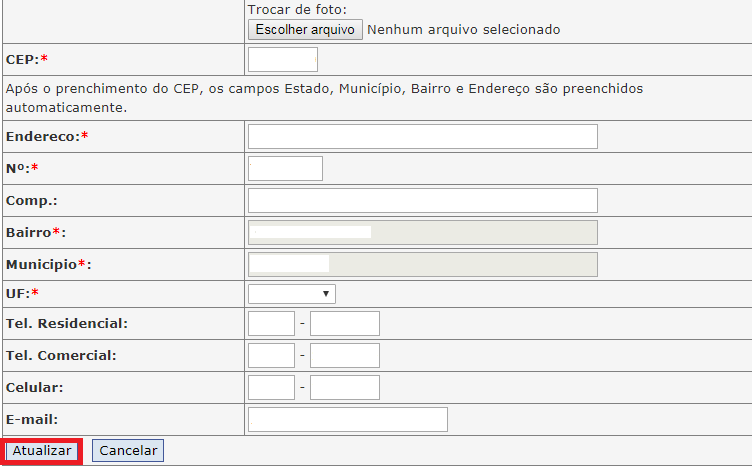 Trocar de foto:
Escolher arquivo Nenhum arquivo selecionado
CEP:*
Após o prenchimento do CEP, os campos Estado, Município, Bairro e Endereço são preenchidos
automaticamente.
Endereco:*
Nº:*
Comp.:
Bairro*:
Municipio*:
UF:*
Tel. Residencial: -
Tel. Comercial: -
Celular: -
E-mail:
Atualizar Cancelar